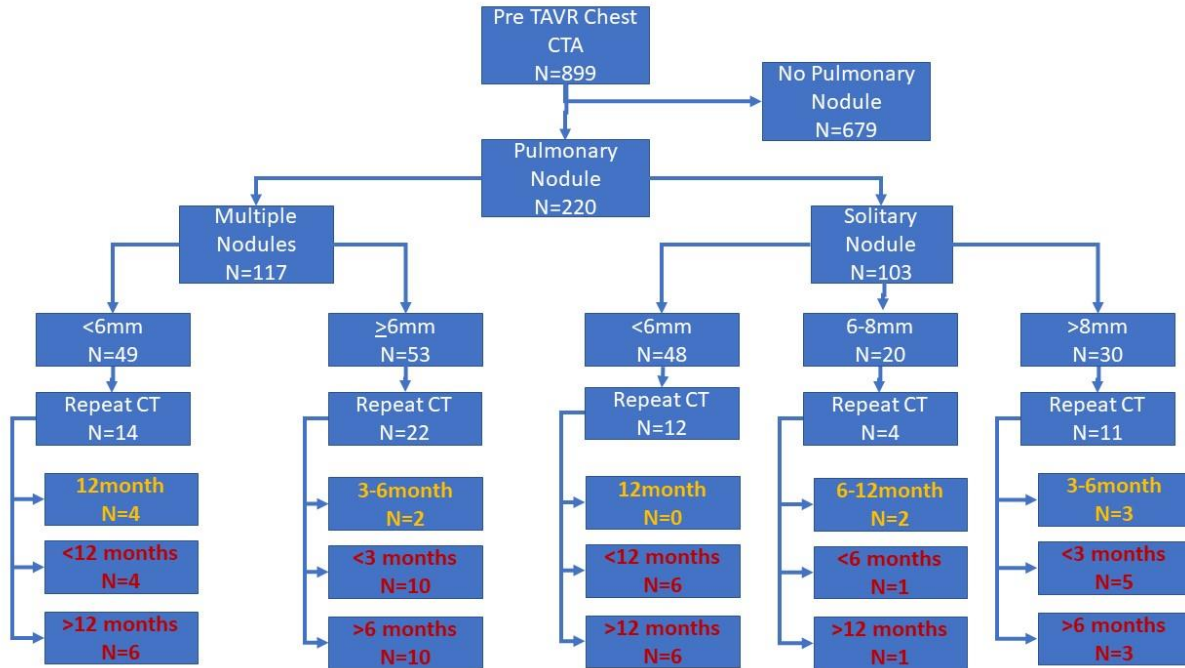 Pre TAVR Chest
CTA
N=899
No Pulmonary
Nodule
N=679
Pulmonary
Nodule
N=220
Multiple
Nodules
N=117
Solitary
Nodule
N=103
<6mm
N=49
≥6mm
N=53
<6mm
N=48
6-8mm
N=20
>8mm
N=30
Repeat CT
N=14
Repeat CT
N=22
Repeat CT
N=12
Repeat CT
N=4
Repeat CT
N=11
12month
N=4
3-6month
N=2
12month
N=0
6-12month
N=2
3-6month
N=3
<12 months
N=4
<3 months
N=10
<12 months
N=6
<6 months
N=1
<3 months
N=5
>12 months
N=6
>6 months
N=10
>12 months
N=6
>12 months
N=1
>6 months
N=3